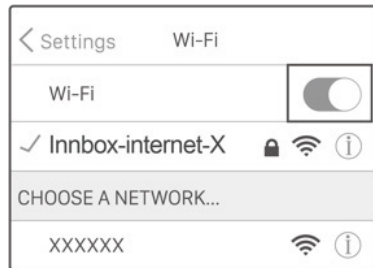 Settings Wi-Fi
Wi-Fi
Innbox-internet-X
CHOOSE A NETWORK...
XXXXXX